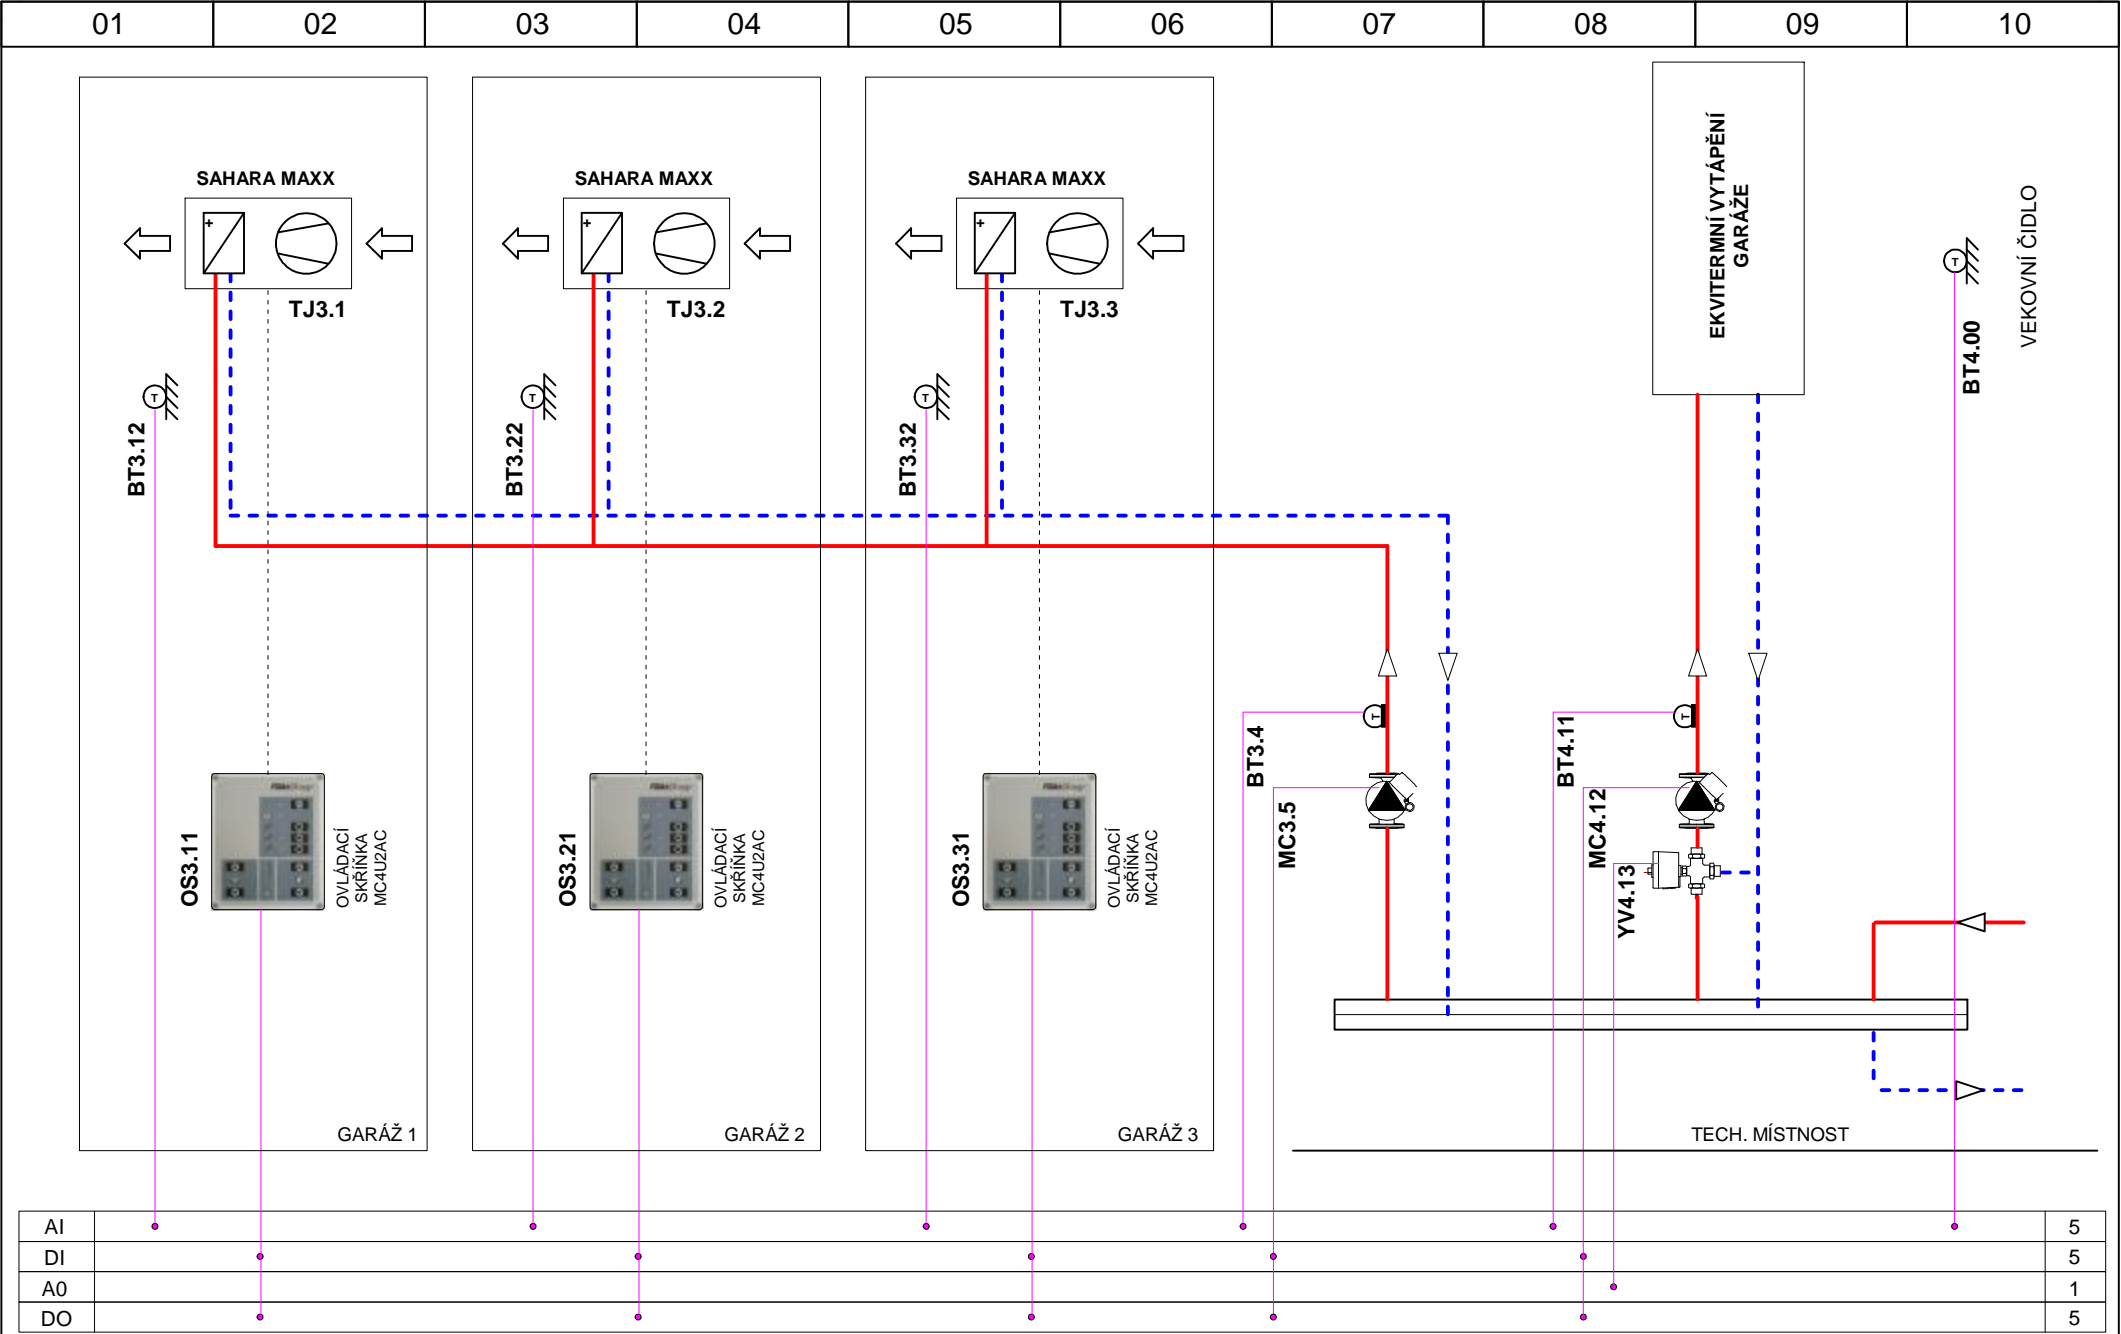 01 02 03 04 05 06 07 08 09 10
SAHARA MAXX
TJ3.1
BT3.12
OS3.11
OVLÁDACÍ
SKŘÍŇKA
MC4U2AC
GARÁŽ 1
SAHARA MAXX
TJ3.2
BT3.22
OS3.21
OVLÁDACÍ
SKŘÍŇKA
MC4U2AC
GARÁŽ 2
SAHARA MAXX
TJ3.3
BT3.32
OS3.31
OVLÁDACÍ
SKŘÍŇKA
MC4U2AC
GARÁŽ 3
BT3.4
MC3.5
EKVITERMNÍ VYTÁPĚNÍ
GARÁŽE
BT4.11
MC4.12
YV4.13
BT4.00
VEKOVNÍ ČIDLO
TECH. MÍSTNOST
T
T
T
T
T
T
AI 5
DI 5
A0 1
DO 5